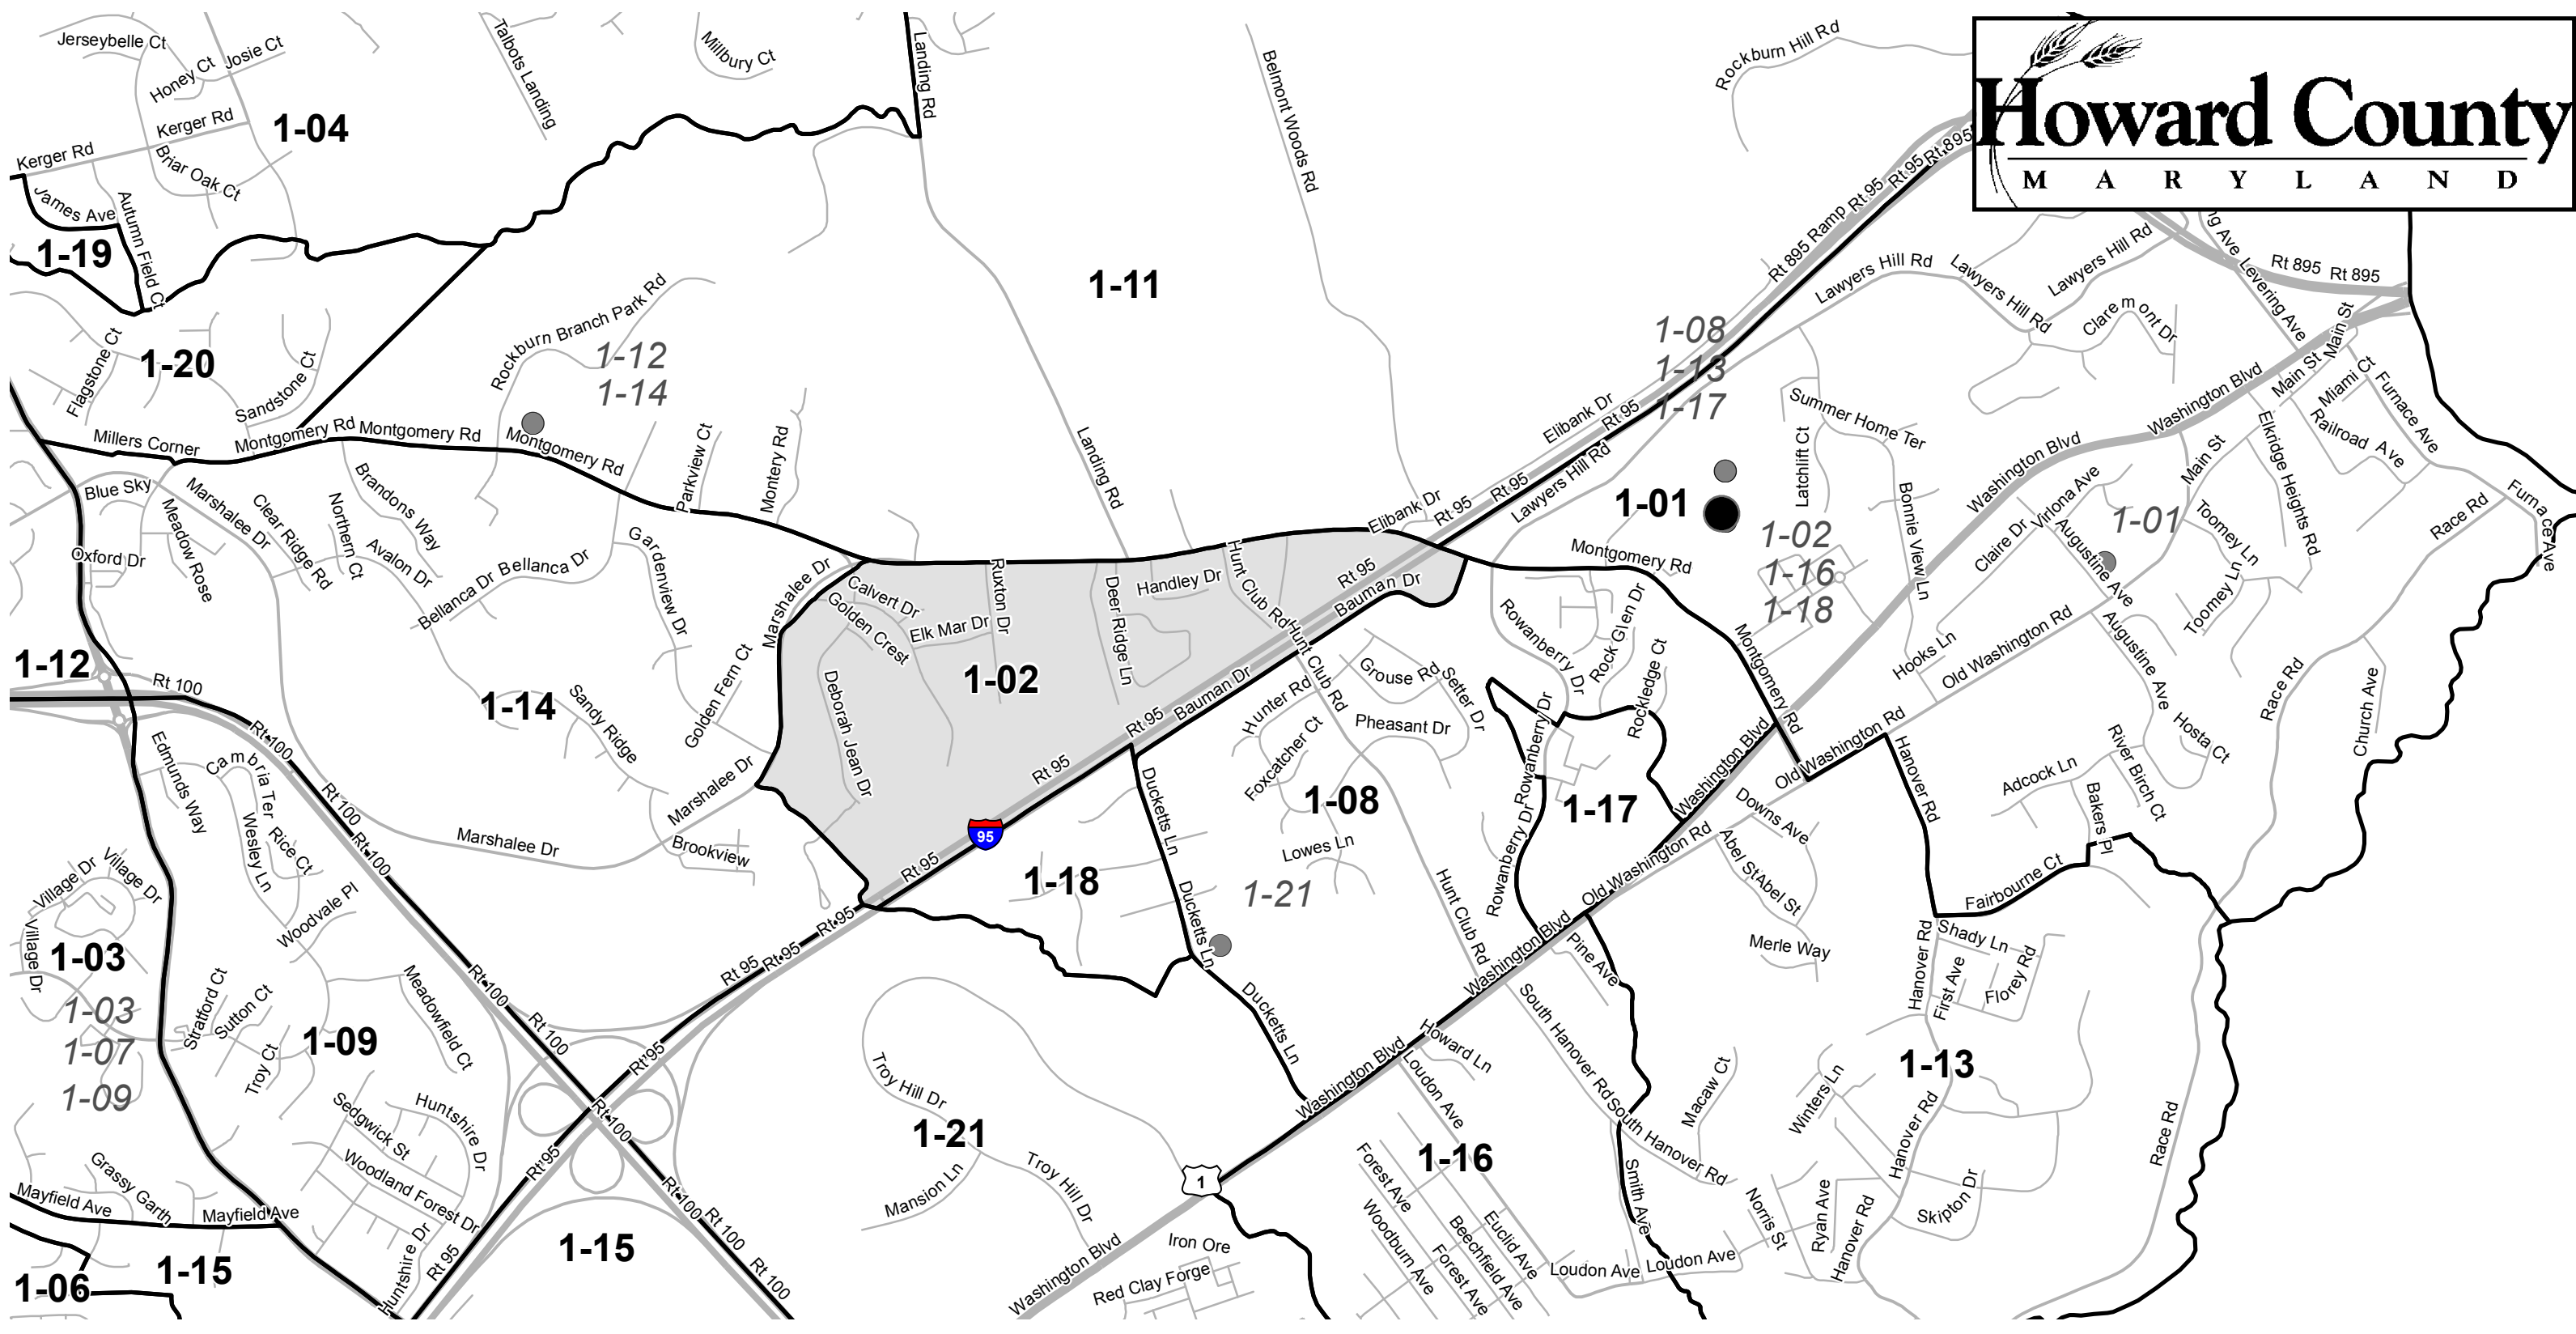 Howard County
MARYLAND
Jerseybelle Ct
Honey Ct
Josie Ct
Kerger Rd
Kerger Rd
Briar Oak Ct
James Ave
Autumn Field Ct
1-04
1-19
1-20
Talbots Landing
Millbury Ct
Landing Rd
Belmont Woods Rd
Rockburn Hill Rd
Rt 895 Ramp
Rt 95
Rt 95
Rt 895
1-11
Flagstone Ct
Sandstone Ct
Rockburn Branch Park Rd
1-12
1-14
Millers Corner
Montgomery Rd
Montgomery Rd
Montgomery Rd
Parkview Ct
Montery Rd
Landing Rd
Elibank Dr
Rt 95
Lawyers Hill Rd
Elibank Dr
Rt 95
Rt 95
1-08
1-13
1-17
Lawyers Hill Rd
Lawyers Hill Rd
Lawyers Hill Rd
Claremont Dr
ng Ave
Levering Ave
Rt 895
Rt 895
Main St
Main St
Miami Ct
Furnace Ave
Railroad Ave
Washington Blvd
Washington Blvd
Summer Home Ter
Latchlift Ct
Bonnie View Ln
1-01
1-02
1-16
1-18
Main St
Elkridge Heights Rd
Virlona Ave
Claire Dr
Augustine Ave
1-01
Toomey Ln
Toomey Ln
Race Rd
Furnace Ave
Blue Sky
Marshalee Dr
Meadow Rose
Clear Ridge Rd
Northern Ct
Brandons Way
Avalon Dr
Oxford Dr
Bellanca Dr
Bellanca Dr
Gardenview Dr
Golden Fern Ct
Marshalee Dr
Calvert Dr
Golden Crest
Elk Mar Dr
Ruxton Dr
Deer Ridge Ln
Handley Dr
Hunt Club Rd
Hunt Club Rd
Rt 95
Bauman Dr
Deborah Jean Dr
1-02
Rt 95
Bauman Dr
Rt 95
Rt 95
95
Montgomery Rd
Rowanberry Dr
Rock Glen Dr
Rockledge Ct
Montgomery Rd
Hooks Ln
Old Washington Rd
Augustine Ave
Hosta Ct
River Birch Ct
Adcock Ln
Bakers Pl
Race Rd
Church Ave
1-12
Rt 100
Rt 100
Rt 100
Rt 100
1-14
Sandy Ridge
Marshalee Dr
Marshalee Dr
Brookview
Edmunds Way
Cambria Ter
Wesley Ln
Rice Ct
Woodvale Pl
Village Dr
Village Dr
Village Dr
1-03
1-03
1-07
1-09
Stratford Ct
Sutton Ct
Troy Ct
1-09
Meadowfield Ct
Rt 100
Rt 100
Rt 95
Rt 95
Rt 95
Rt 95
Ducketts Ln
1-18
Ducketts Ln
Ducketts Ln
Hunter Rd
Grouse Rd
Setter Dr
Foxcatcher Ct
Pheasant Dr
1-08
Lowes Ln
1-21
Hunt Club Rd
Rowanberry Dr
Rowanberry Dr
Rowanberry Dr
1-17
Washington Blvd
Old Washington Rd
Old Washington Rd
Downs Ave
Abel St
Abel St
Merle Way
Hanover Rd
Fairbourne Ct
Shady Ln
Hanover Rd
First Ave
Florey Rd
1-13
Washington Blvd
Washington Blvd
Washington Blvd
Pine Ave
South Hanover Rd
South Hanover Rd
Howard Ln
Loudon Ave
Macaw Ct
Winters Ln
Hanover Rd
Race Rd
Sedgwick St
Huntshire Dr
Woodland Forest Dr
Huntshire Dr
Grassy Garth
Mayfield Ave
Mayfield Ave
1-15
1-06
Rt 95
Rt 95
Rt 100
Rt 100
Rt 100
Rt 100
1-15
Troy Hill Dr
1-21
Mansion Ln
Troy Hill Dr
1
Washington Blvd
Iron Ore
Red Clay Forge
1-16
Forest Ave
Woodburn Ave
Forest Ave
Beechfield Ave
Euclid Ave
Loudon Ave
Loudon Ave
Smith Ave
Norris St
Ryan Ave
Hanover Rd
Skipton Dr